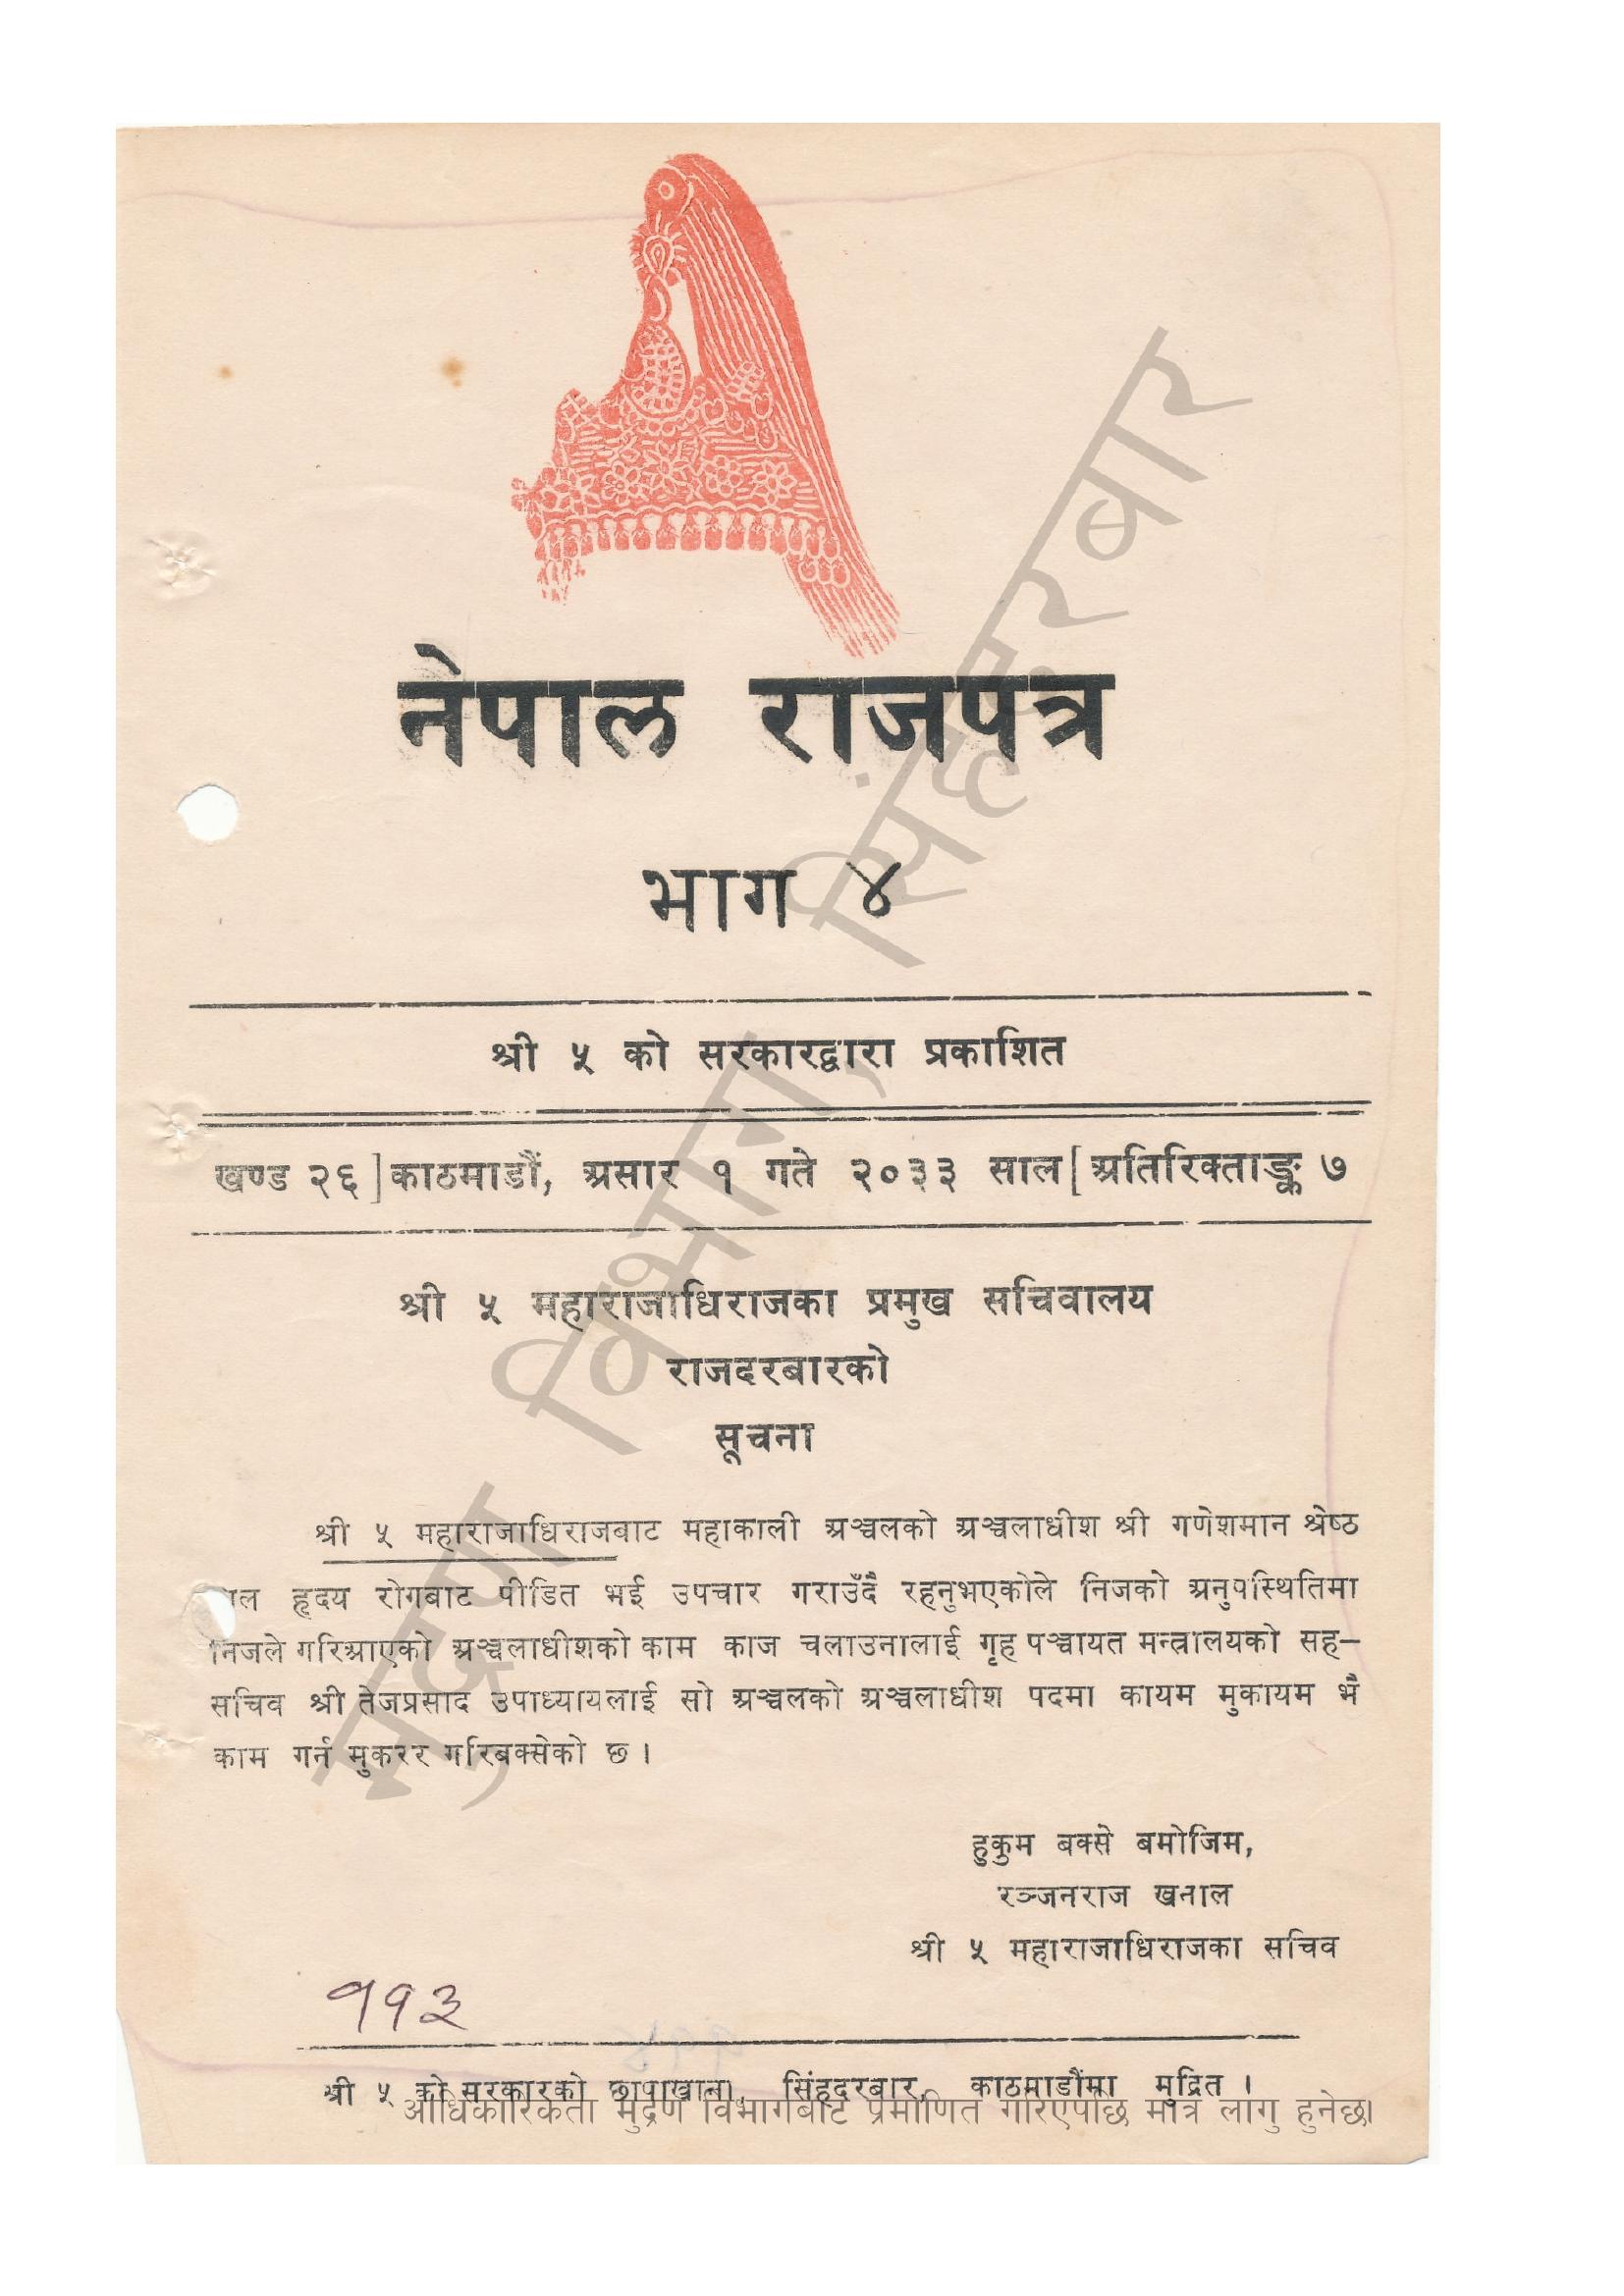 नेपाल राजपत्र
भाग ४
श्री ५ को सरकारद्वारा प्रकाशित
खण्ड २६] काठमाडौं, असार १ गते २०३३ साल [अतिरिक्ताङ्क ७
श्री ५ महाराजाधिराजका प्रमुख सचिवालय
राजदरबारको
सूचना
श्री ५ महाराजाधिराजबाट महाकाली अञ्चलको अञ्चलाधीश श्री गणेशमान श्रेष्ठ
हृदय रोगबाट पीडित भई उपचार गराउँदै रहनुभएकोले निजको अनुपस्थितिमा
निजले गरिआएको अञ्चलाधीशको काम काज चलाउनालाई गृह पञ्चायत मन्त्रालयको सह–
सचिव श्री तेजप्रसाद उपाध्यायलाई सो अञ्चलको अञ्चलाधीश पदमा कायम मुकायम भै
काम गर्न मुकरर गरिबक्सेको छ ।
हुकुम बक्से बमोजिम,
रञ्जनराज खनाल
श्री ५ महाराजाधिराजका सचिव
११३
श्री ५ को सरकारको छापाखाना, सिंहदरबार, काठमाडौंमा मुद्रित ।
आधिकारिकता मुद्रण विभागबाट प्रमाणित गरिएपछि मात्र लागु हुनेछ।
मुद्रण विभाग, सिंहदरबार